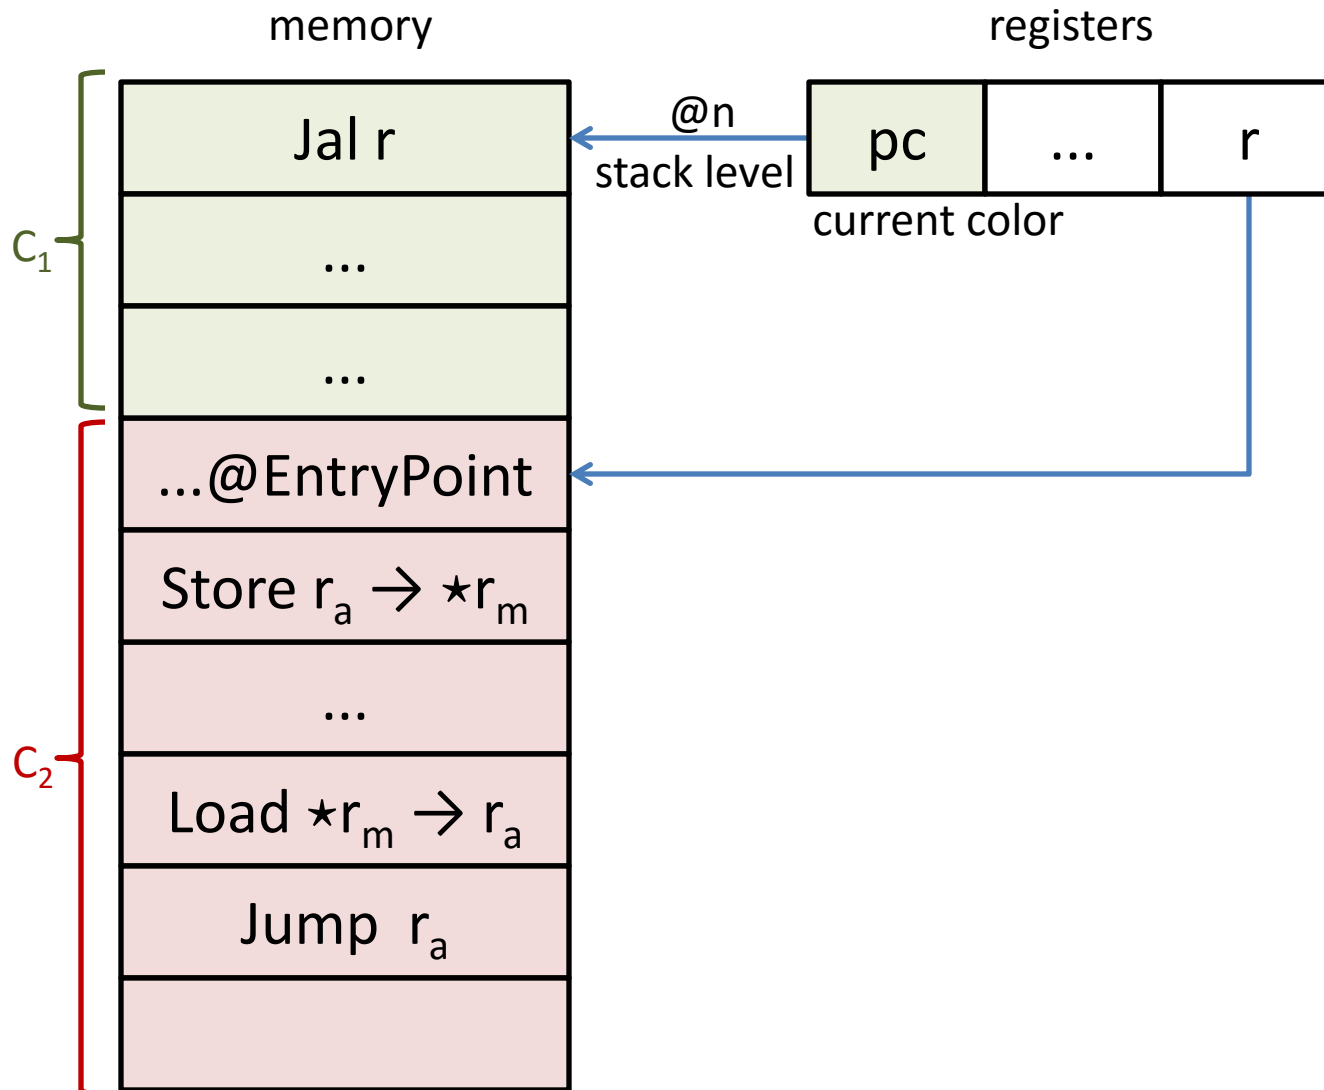 memory
registers
Jal r
@n
stack level
pc
...
r
current color
C₁
...
...
...@EntryPoint
Store rₐ → ⋆rₘ
...
C₂
Load ⋆rₘ → rₐ
Jump rₐ